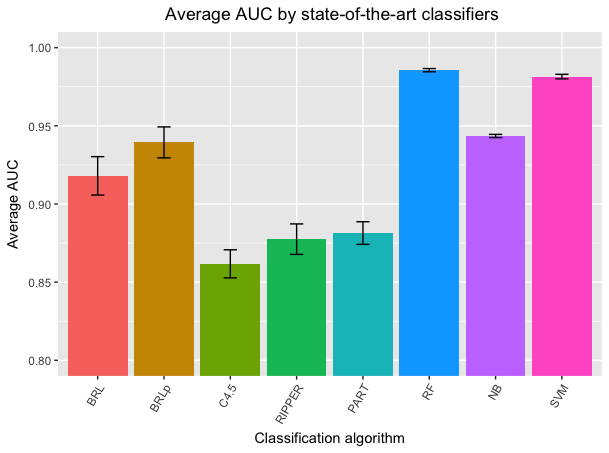 Average AUC by state-of-the-art classifiers
Average AUC
1.00
0.95
0.90
0.85
0.80
BRL
BRLp
C4.5
RIPPER
PART
RF
NB
SVM
Classification algorithm